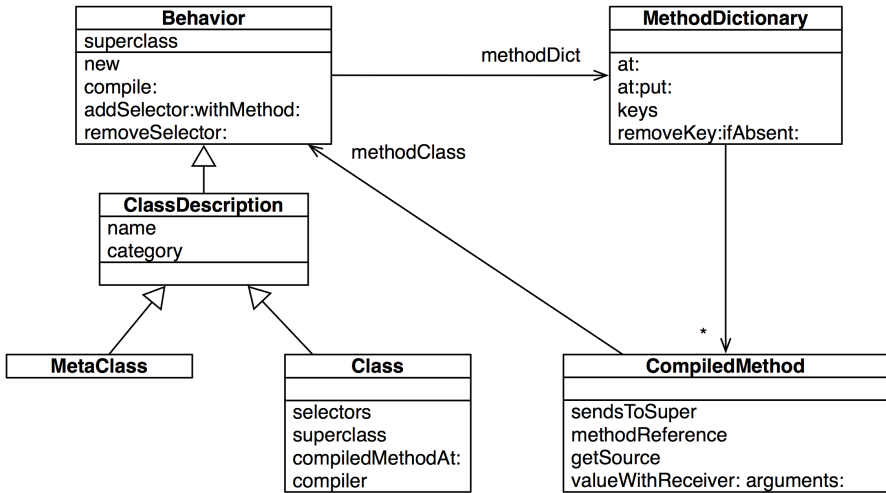 Behavior
superclass
new
compile:
addSelector:withMethod:
removeSelector:
methodDict
MethodDictionary
at:
at:put:
keys
removeKey:ifAbsent:
methodClass
ClassDescription
name
category
*
MetaClass
Class
selectors
superclass
compiledMethodAt:
compiler
CompiledMethod
sendsToSuper
methodReference
getSource
valueWithReceiver: arguments: